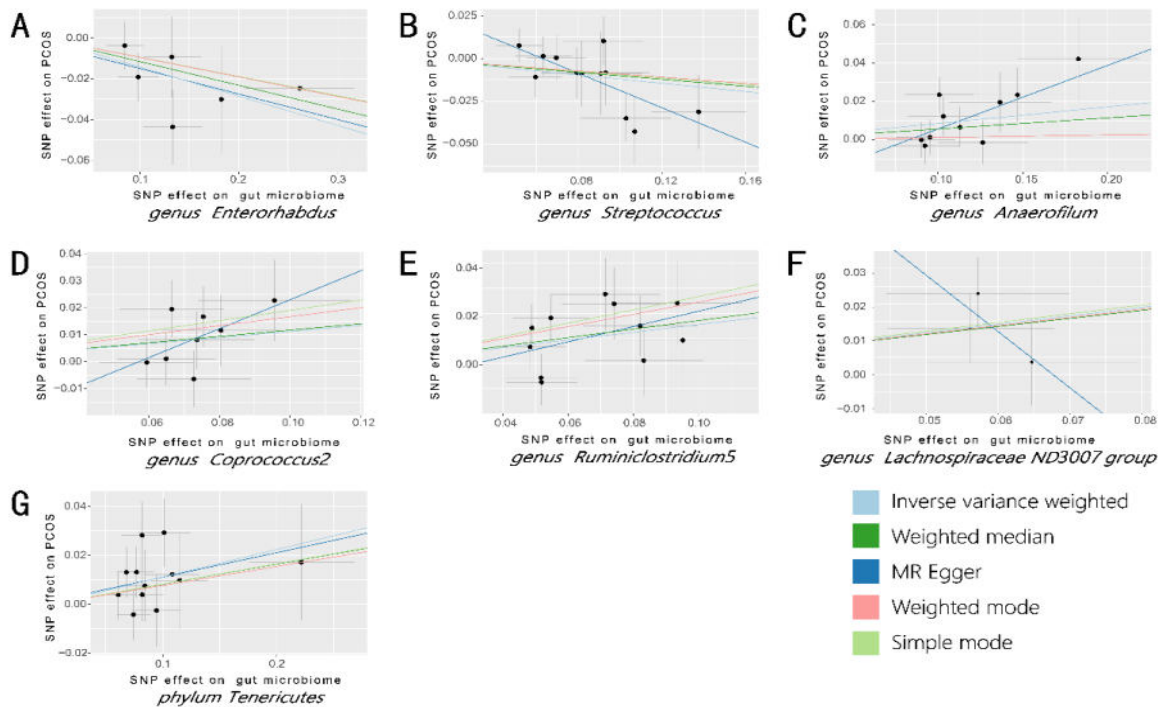 A
SNP effect on PCOS
0.00
−0.02
−0.04
−0.06
0.1
0.2
0.3
SNP effect on gut microbiome
genus Enterorhabdus
B
SNP effect on PCOS
0.025
0.000
−0.025
−0.050
0.08
0.12
0.16
SNP effect on gut microbiome
genus Streptococcus
C
SNP effect on PCOS
0.06
0.04
0.02
0.00
0.10
0.15
0.20
SNP effect on gut microbiome
genus Anaerofilum
D
SNP effect on PCOS
0.04
0.03
0.02
0.01
0.00
−0.01
0.06
0.08
0.10
0.12
SNP effect on gut microbiome
genus Coprococcus2
E
SNP effect on PCOS
0.04
0.02
0.00
0.04
0.06
0.08
0.10
SNP effect on gut microbiome
genus Ruminiclostridium5
F
SNP effect on PCOS
0.03
0.02
0.01
0.00
−0.01
0.05
0.06
0.07
0.08
SNP effect on gut microbiome
genus Lachnospiraceae ND3007 group
G
SNP effect on PCOS
0.04
0.02
0.00
−0.02
0.1
0.2
SNP effect on gut microbiome
phylum Tenericutes
Inverse variance weighted
Weighted median
MR Egger
Weighted mode
Simple mode